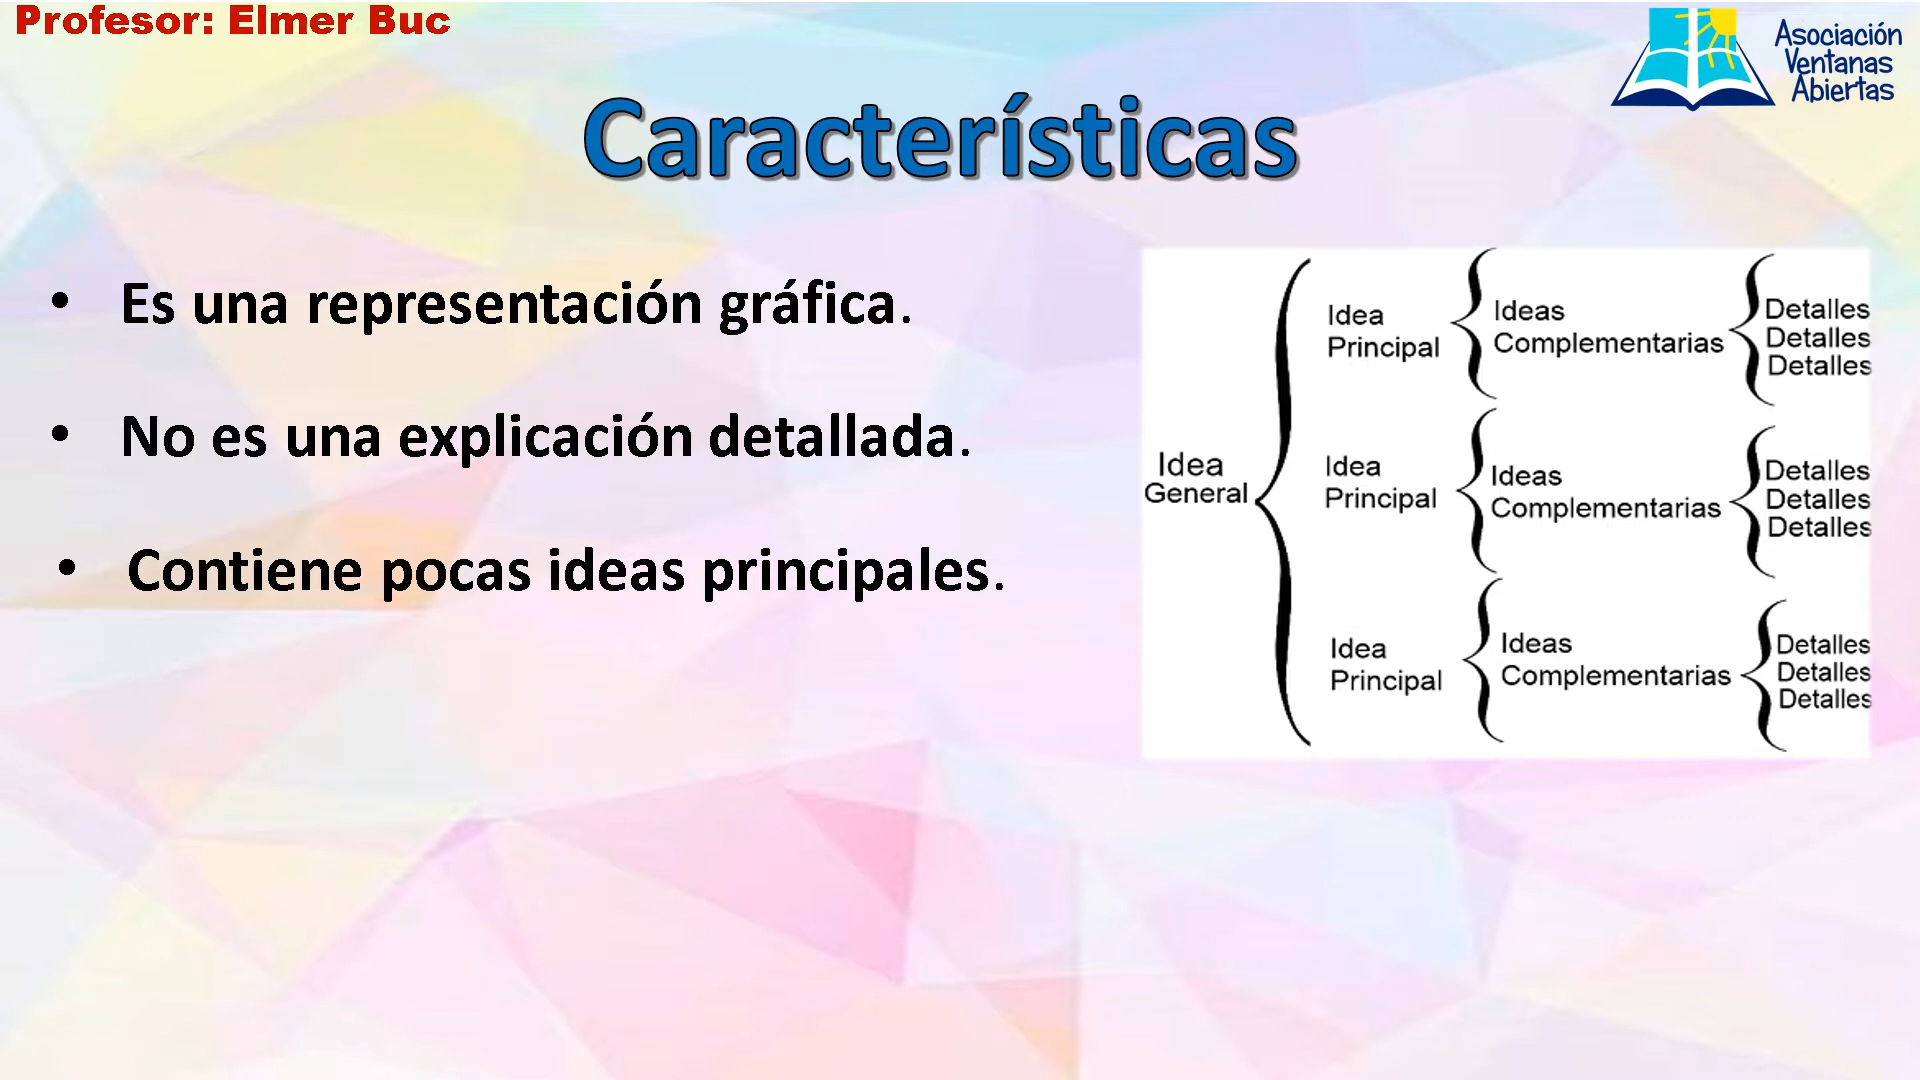 Profesor: Elmer Buc
Asociación
Ventanas
Abiertas
Características
• Es una representación gráfica.
• No es una explicación detallada.
• Contiene pocas ideas principales.
Idea
General
Idea
Principal
Ideas
Complementarias
Detalles
Detalles
Detalles
Idea
Principal
Ideas
Complementarias
Detalles
Detalles
Detalles
Idea
Principal
Ideas
Complementarias
Detalles
Detalles
Detalles